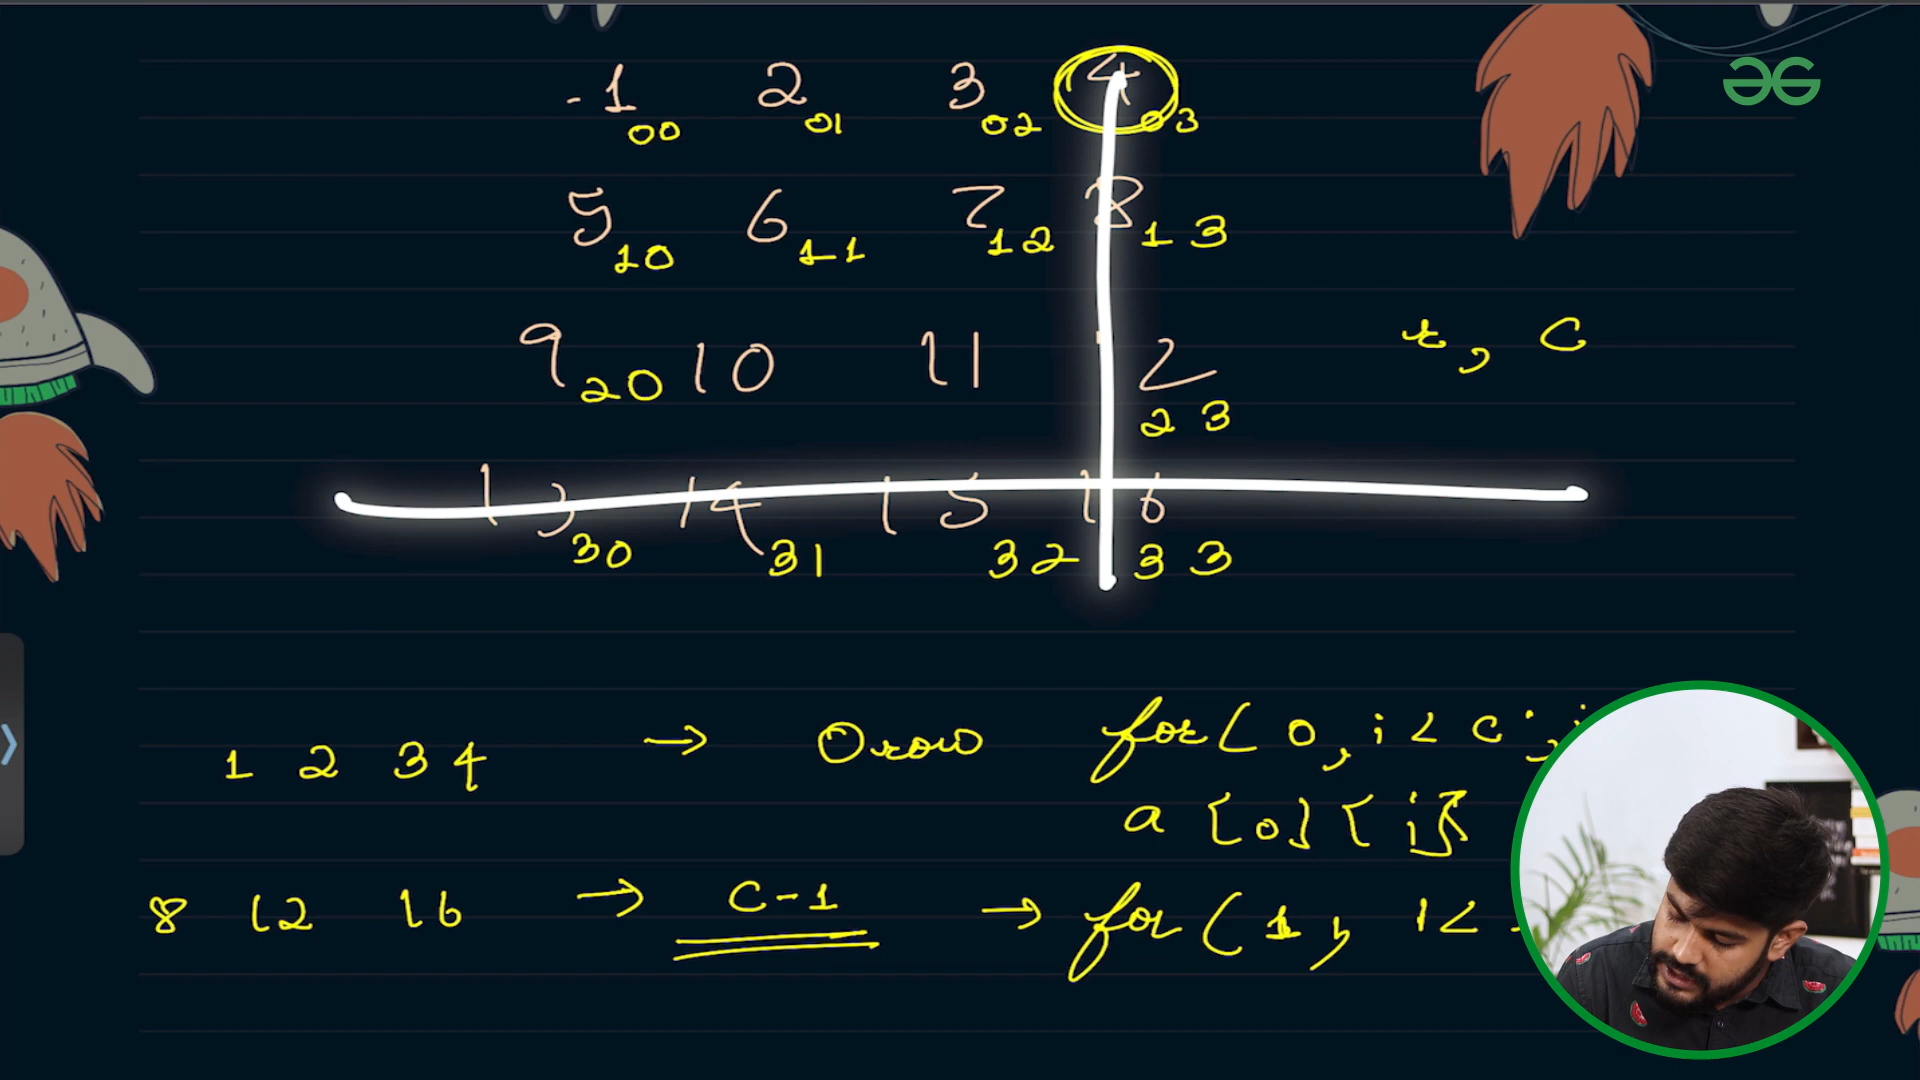 - 1 2 3 4
00 01 02 03
5 6 7 8
10 11 12 13
9 10 11 12
20 23
r, c
13 14 15 16
30 31 32 33
1 2 3 4 → 0 row for( 0, i < c ; i
a [0] [ i ]
8 12 16 → c-1 → for( 1, i <